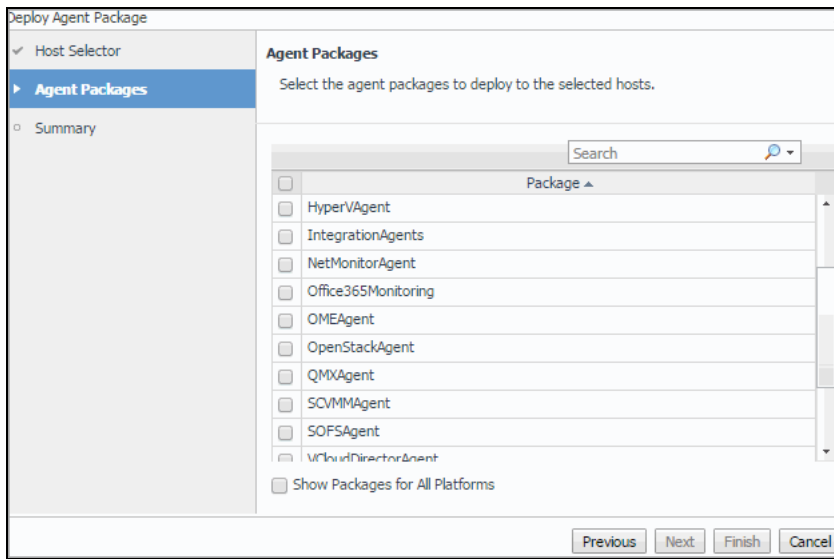 Deploy Agent Package
Host Selector
Agent Packages
Summary
Agent Packages
Select the agent packages to deploy to the selected hosts.
Search
Package
HyperVAgent
IntegrationAgents
NetMonitorAgent
Office365Monitoring
OMEAgent
OpenStackAgent
QMXAgent
SCVMMAgent
SOFSAgent
VCloudDirectorAgent
Show Packages for All Platforms
Previous Next Finish Cancel